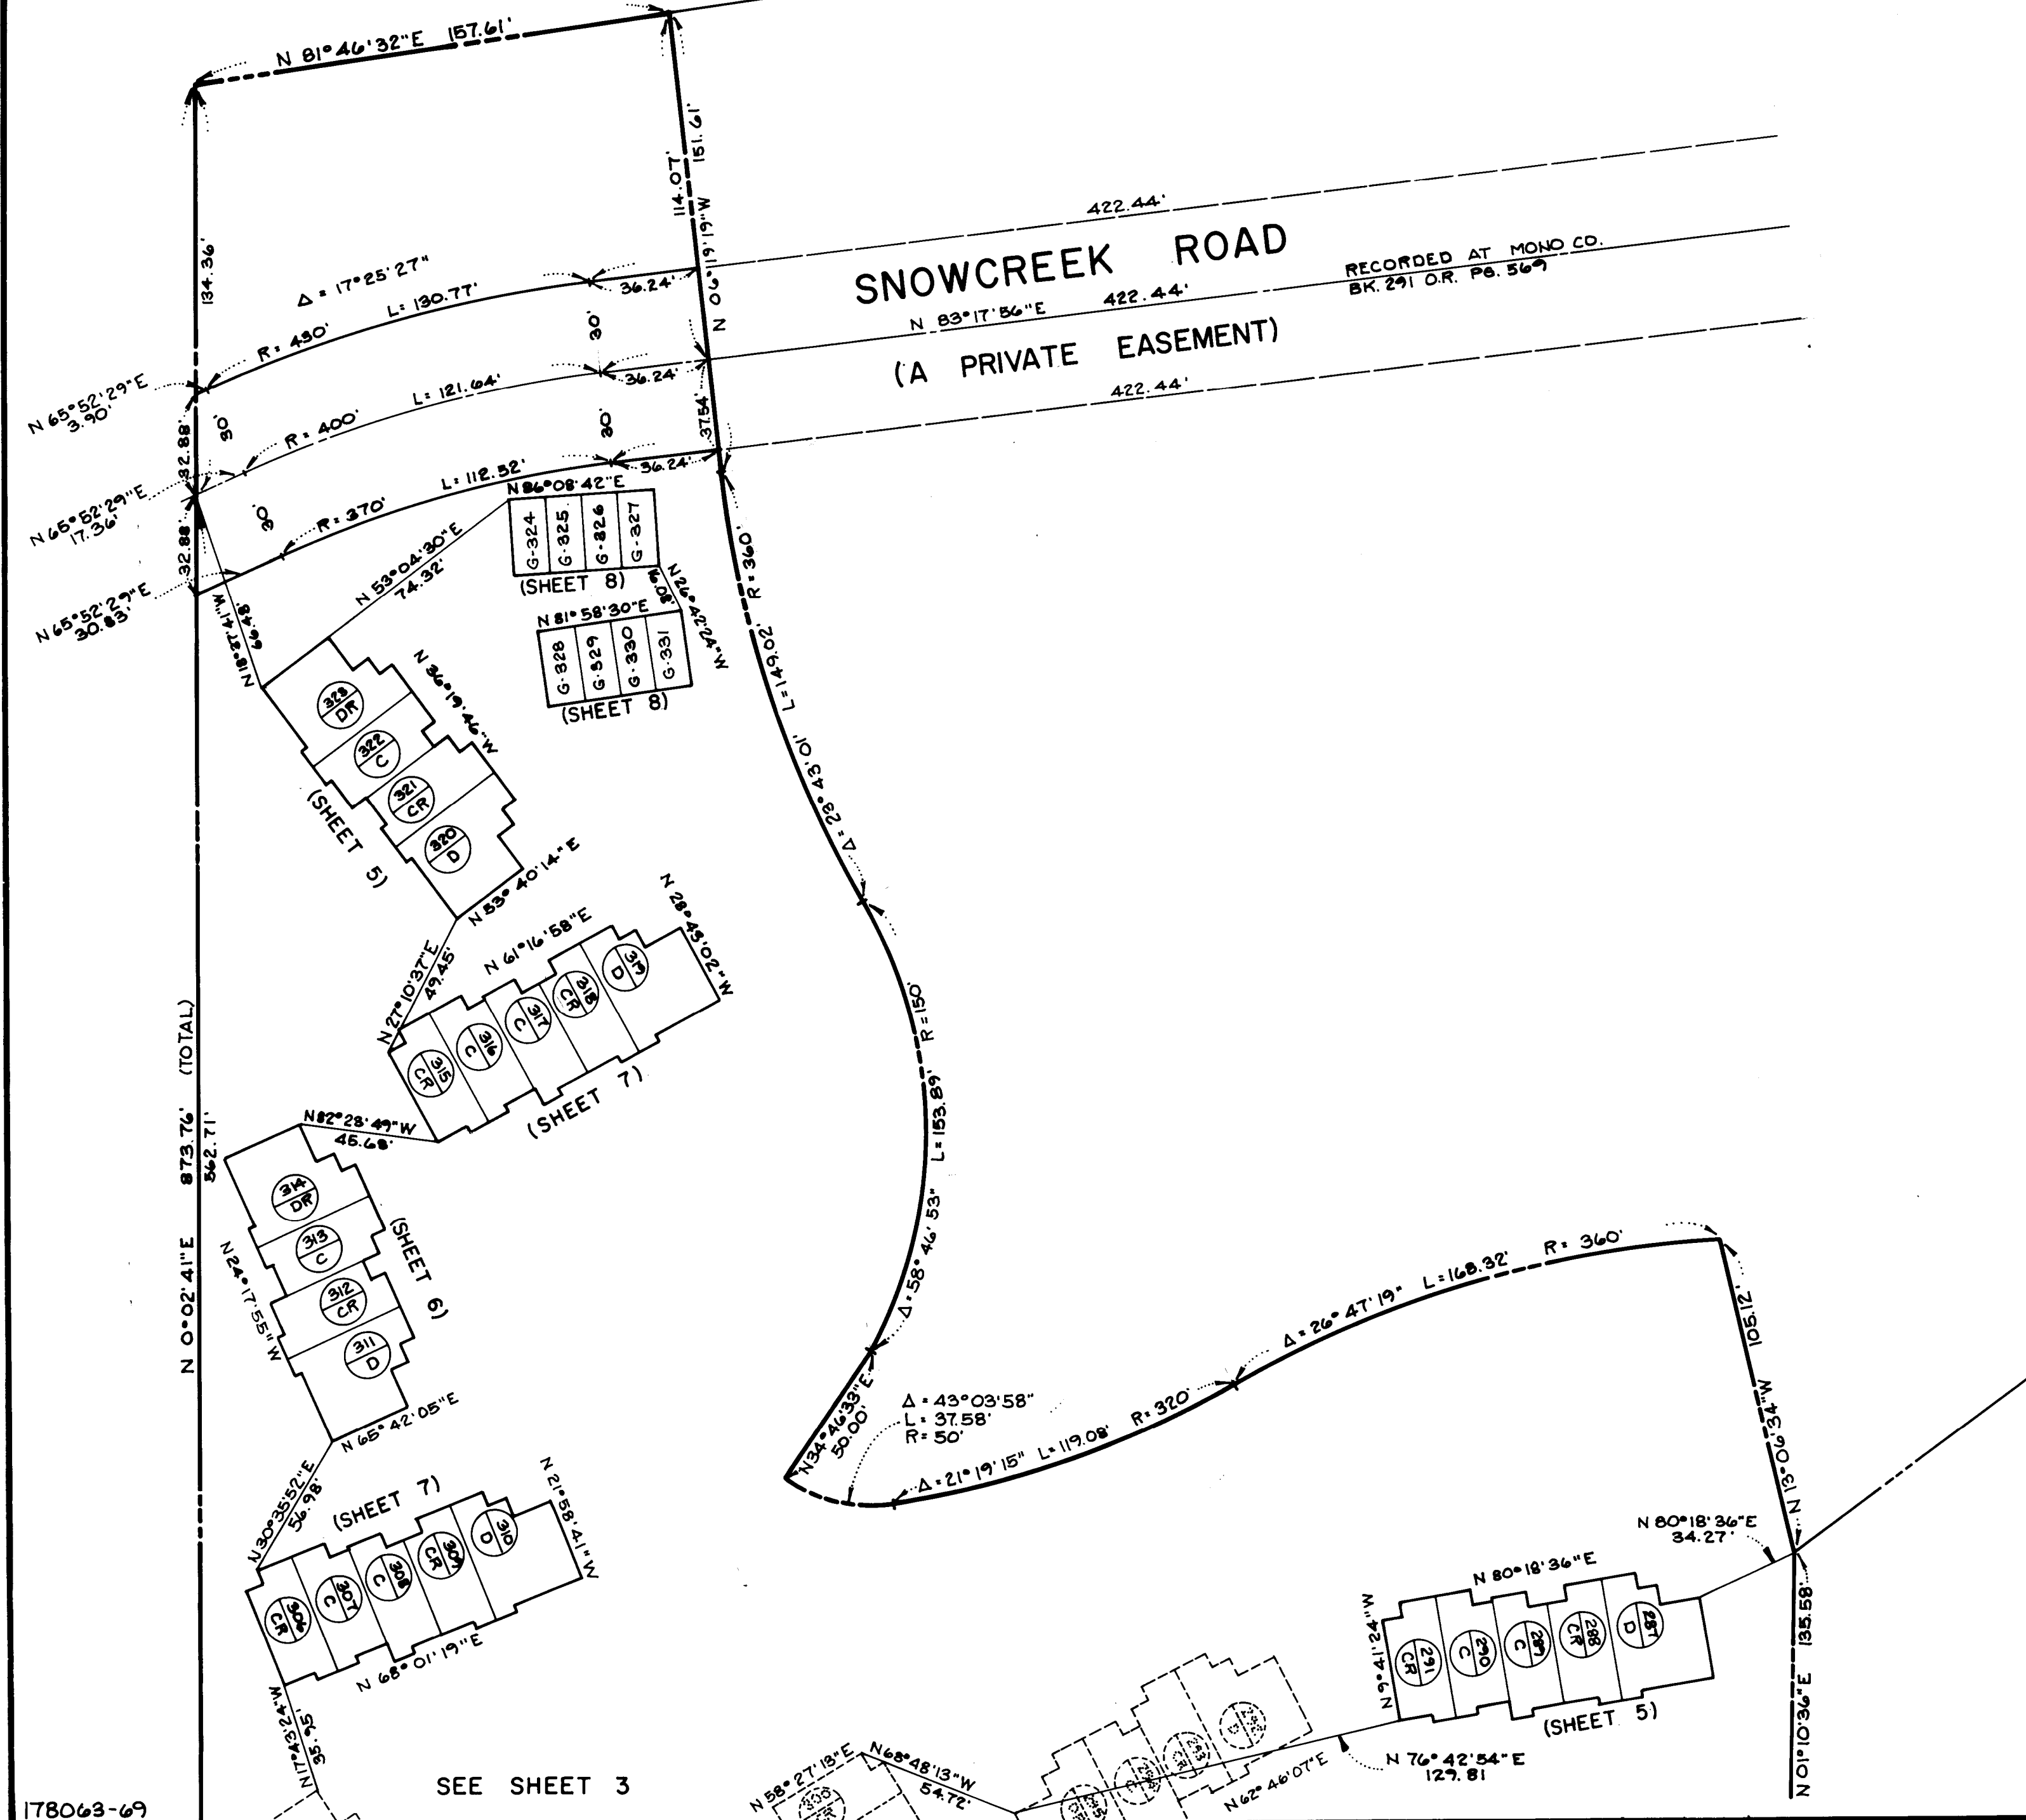 N 81°46'32"E 157.61'
134.36'
151.61'
114.07'
N 06°19'19"W
Δ = 17°25'27"
L= 130.77'
R= 430'
36.24'
30'
422.44'
SNOWCREEK ROAD
RECORDED AT MONO CO.
BK. 291 O.R. PG. 569
N 83°17'56"E 422.44'
(A PRIVATE EASEMENT)
422.44'
N 65°52'29"E
3.90'
32.88'
30'
L= 121.64'
R= 400'
36.24'
37.54'
30'
N 65°52'29"E
17.36'
32.88'
30'
L= 112.52'
R= 370'
36.24'
N 65°52'29"E
30.83'
N 86°08'42"E
G-324
G-325
G-326
G-327
(SHEET 8)
N 53°04'30"E
74.32'
N 18°27'41"W
66.48'
N 26°42'24"W
16.08'
N 81°58'30"E
G-328
G-329
G-330
G-331
(SHEET 8)
R= 360'
L= 149.02'
Δ = 23°43'01'
N 36°19'46"W
323
DR
322
C
321
CR
320
D
(SHEET 5)
N 53°40'14"E
N 27°10'37"E
49.45'
N 61°16'58"E
N 28°43'02"W
315
CR
316
C
317
C
318
CR
319
D
(SHEET 7)
R=150'
L= 153.89'
Δ=58°46'53"
N 0°02'41"E 873.76' (TOTAL)
562.71'
N 82°23'49"W
45.68'
314
DR
313
C
312
CR
311
D
(SHEET 6)
N 24°17'55"W
N 65°42'05"E
N 30°35'52"E
56.98'
(SHEET 7)
N 21°58'41"W
306
CR
307
C
308
C
309
CR
310
D
N 68°01'19"E
N 17°43'24"W
35.95'
N 34°46'33"E
50.00'
Δ = 43°03'58"
L= 37.58'
R= 50'
Δ=21°19'15" L=119.08' R=320'
Δ = 26°47'19" L=168.32' R= 360'
105.12'
N 13°06'34"W
N 80°18'36"E
34.27'
N 80°18'36"E
N 9°41'24"W
291
CR
290
C
289
C
288
CR
287
D
(SHEET 5)
N 01°10'36"E 135.58'
N 76°42'54"E
129.81
N 62°46'07"E
N 68°48'13"W
54.72'
N 58°27'13"E
SEE SHEET 3
178063-69